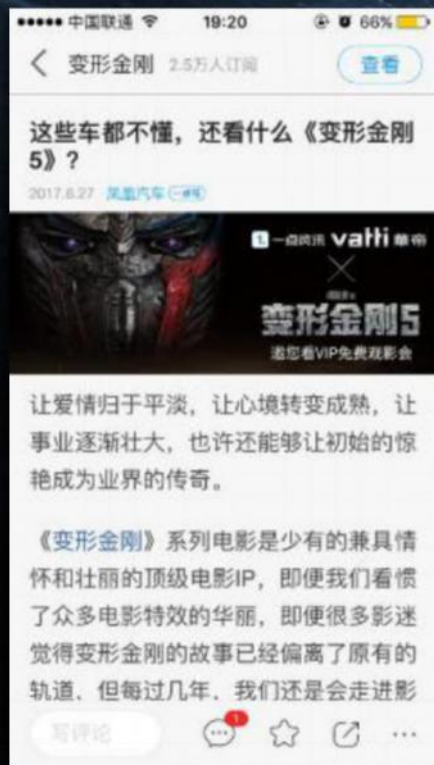 中国联通 19:20 66%
变形金刚 2.5万人订阅 查看
这些车都不懂，还看什么《变形金刚
5》？
2017.6.27 凤凰汽车 一点号
一点资讯 vatti 華帝
变形金刚5
邀您看VIP免费观影会
让爱情归于平淡，让心境转变成熟，让
事业逐渐壮大，也许还能够让初始的惊
艳成为业界的传奇。
《变形金刚》系列电影是少有的兼具情
怀和壮丽的顶级电影IP，即便我们看惯
了众多电影特效的华丽，即便很多影迷
觉得变形金刚的故事已经偏离了原有的
轨道，但每过几年，我们还是会走进影
写评论 1